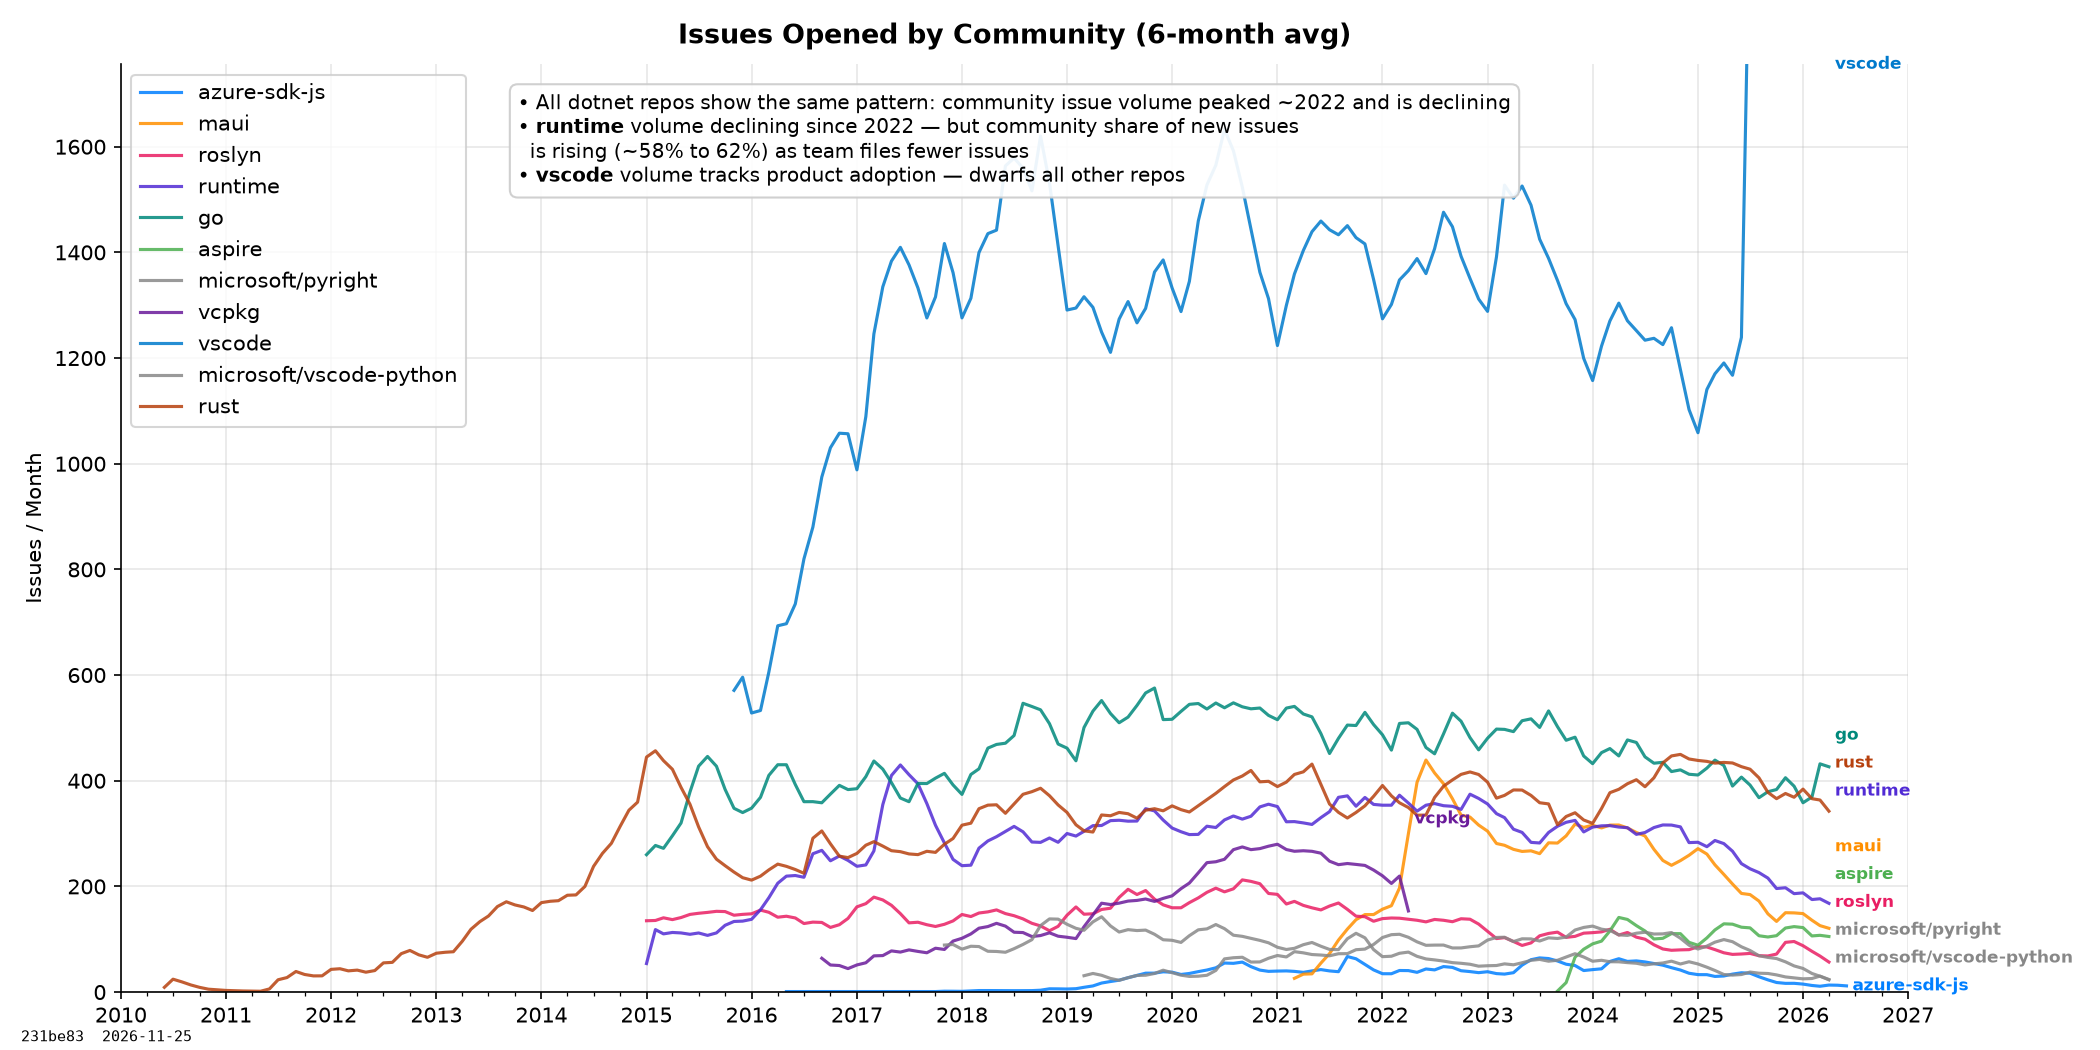 Issues Opened by Community (6-month avg)
vscode
azure-sdk-js
maui
roslyn
runtime
go
aspire
microsoft/pyright
vcpkg
vscode
microsoft/vscode-python
rust
• All dotnet repos show the same pattern: community issue volume peaked ~2022 and is declining
• runtime volume declining since 2022 — but community share of new issues
is rising (~58% to 62%) as team files fewer issues
• vscode volume tracks product adoption — dwarfs all other repos
1600
1400
1200
1000
800
600
400
200
0
Issues / Month
go
rust
runtime
vcpkg
maui
aspire
roslyn
microsoft/pyright
microsoft/vscode-python
azure-sdk-js
2010 2011 2012 2013 2014 2015 2016 2017 2018 2019 2020 2021 2022 2023 2024 2025 2026 2027
231be83 2026-11-25